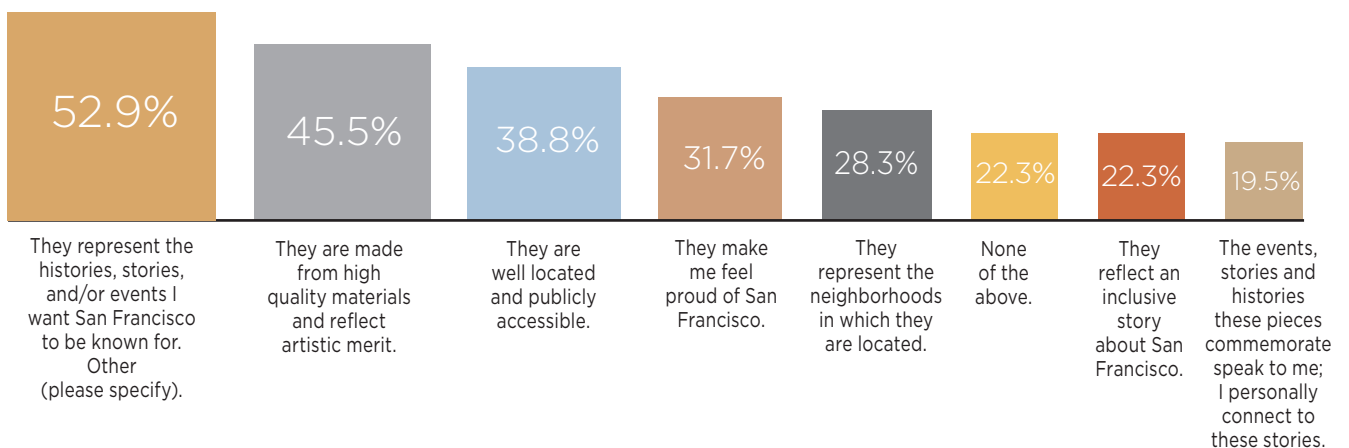 52.9%
45.5%
38.8%
31.7%
28.3%
22.3%
22.3%
19.5%
They represent the
histories, stories,
and/or events I
want San Francisco
to be known for.
Other
(please specify).
They are made
from high
quality materials
and reflect
artistic merit.
They are
well located
and publicly
accessible.
They make
me feel
proud of San
Francisco.
They
represent the
neighborhoods
in which they
are located.
None
of the
above.
They
reflect an
inclusive
story
about San
Francisco.
The events,
stories and
histories
these pieces
commemorate
speak to me;
I personally
connect to
these stories.